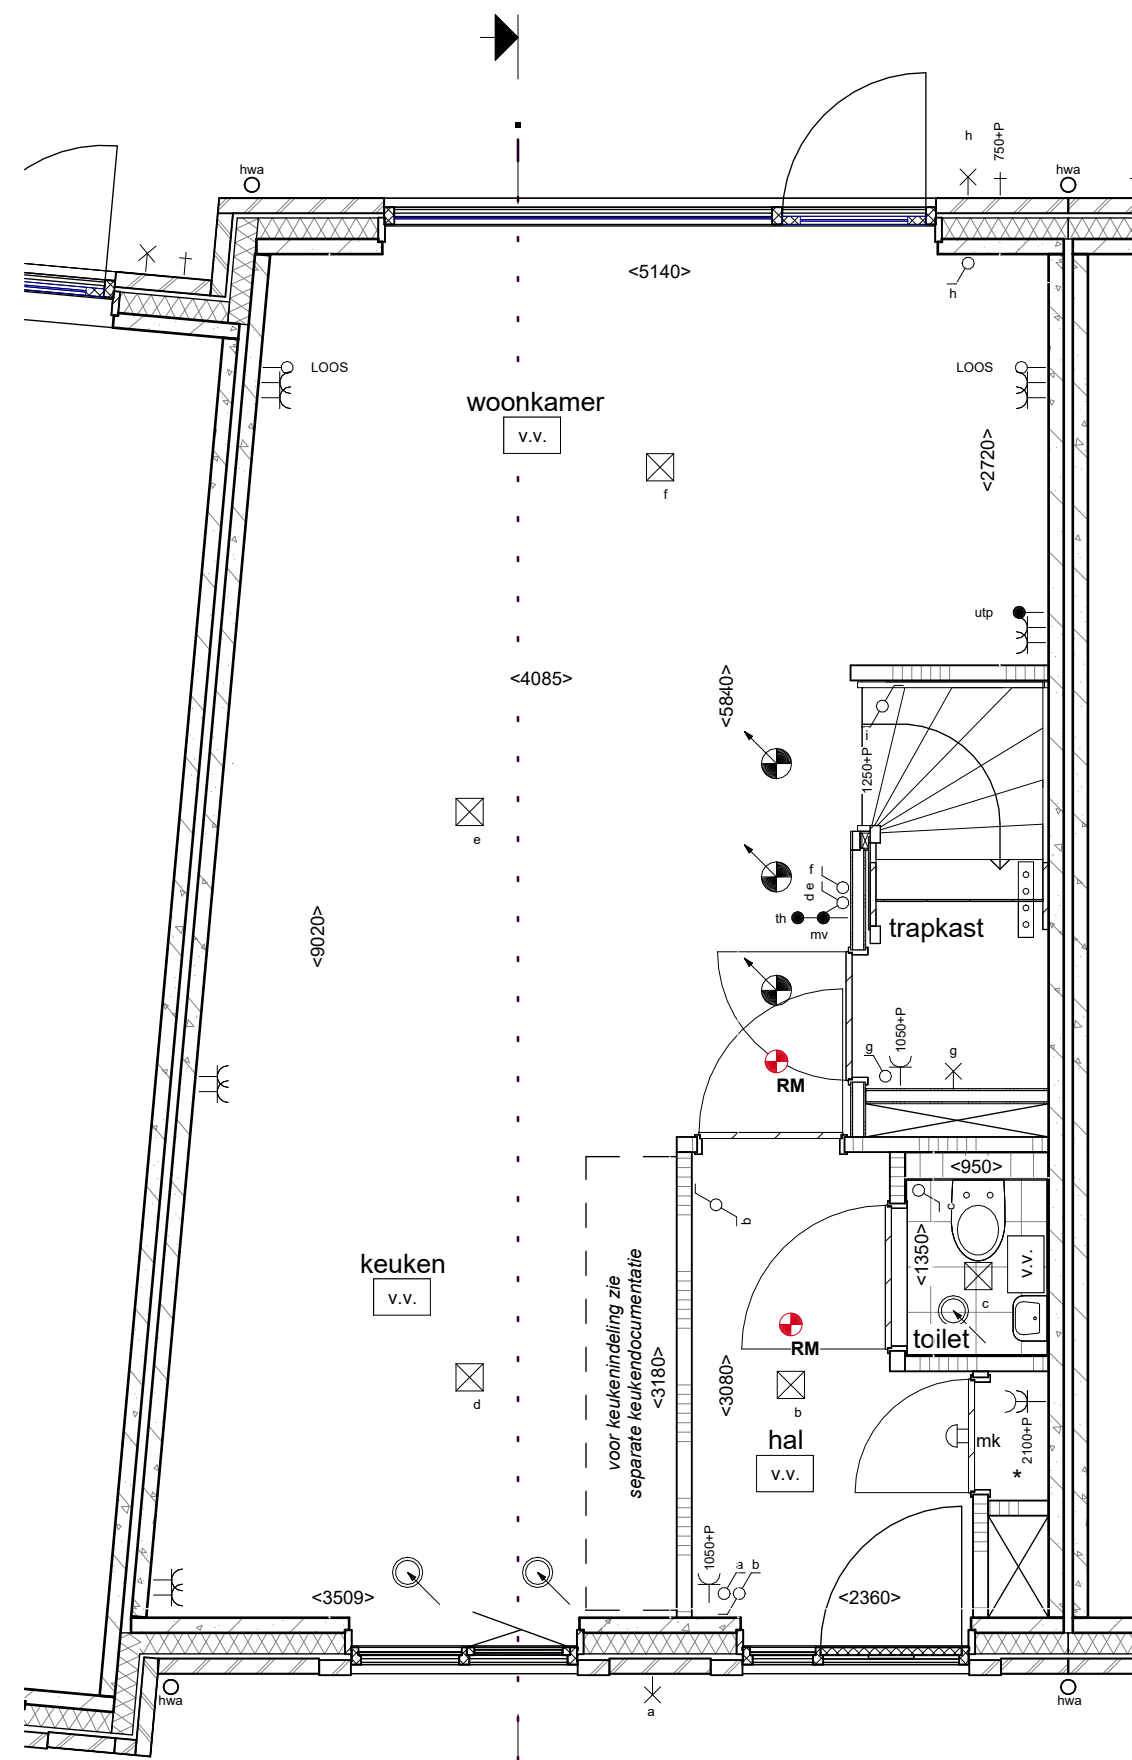 h
750+P
hwa
hwa
<5140>
h
LOOS
LOOS
woonkamer
v.v.
<2720>
f
utp
<4085>
<5840>
i
1250+P
e
f
d e
th
mv
trapkast
<9020>
g
1050+P
g
RM
<950>
c
b
<1350>
v.v.
keuken
v.v.
voor keukenindeling zie
separate keukendocumentatie
c
toilet
RM
<3180>
<3080>
d
b
hal
v.v.
mk
2100+P
*
1050+P
a b
<3509>
<2360>
hwa
a
hwa